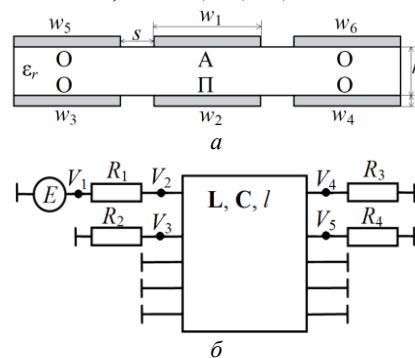 w5 w1 w6
s
O А O
εr
O П O
w3 w2 w4
а
E V1 R1 V2 V4 R3
L, C, l
R2 V3 V5 R4
б